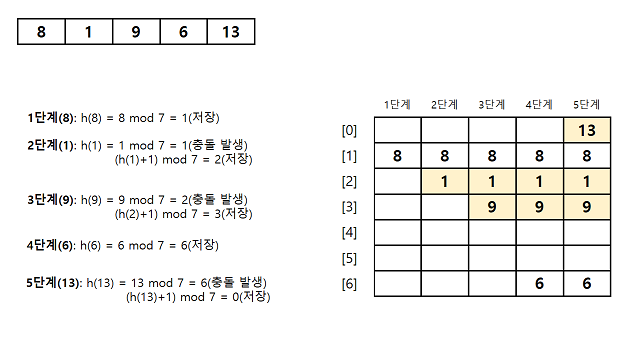 8 1 9 6 13
1단계(8): h(8) = 8 mod 7 = 1(저장)
2단계(1): h(1) = 1 mod 7 = 1(충돌 발생)
(h(1)+1) mod 7 = 2(저장)
3단계(9): h(9) = 9 mod 7 = 2(충돌 발생)
(h(2)+1) mod 7 = 3(저장)
4단계(6): h(6) = 6 mod 7 = 6(저장)
5단계(13): h(13) = 13 mod 7 = 6(충돌 발생)
(h(13)+1) mod 7 = 0(저장)
1단계 2단계 3단계 4단계 5단계
[0] 13
[1] 8 8 8 8 8
[2] 1 1 1 1
[3] 9 9 9
[4]
[5]
[6] 6 6